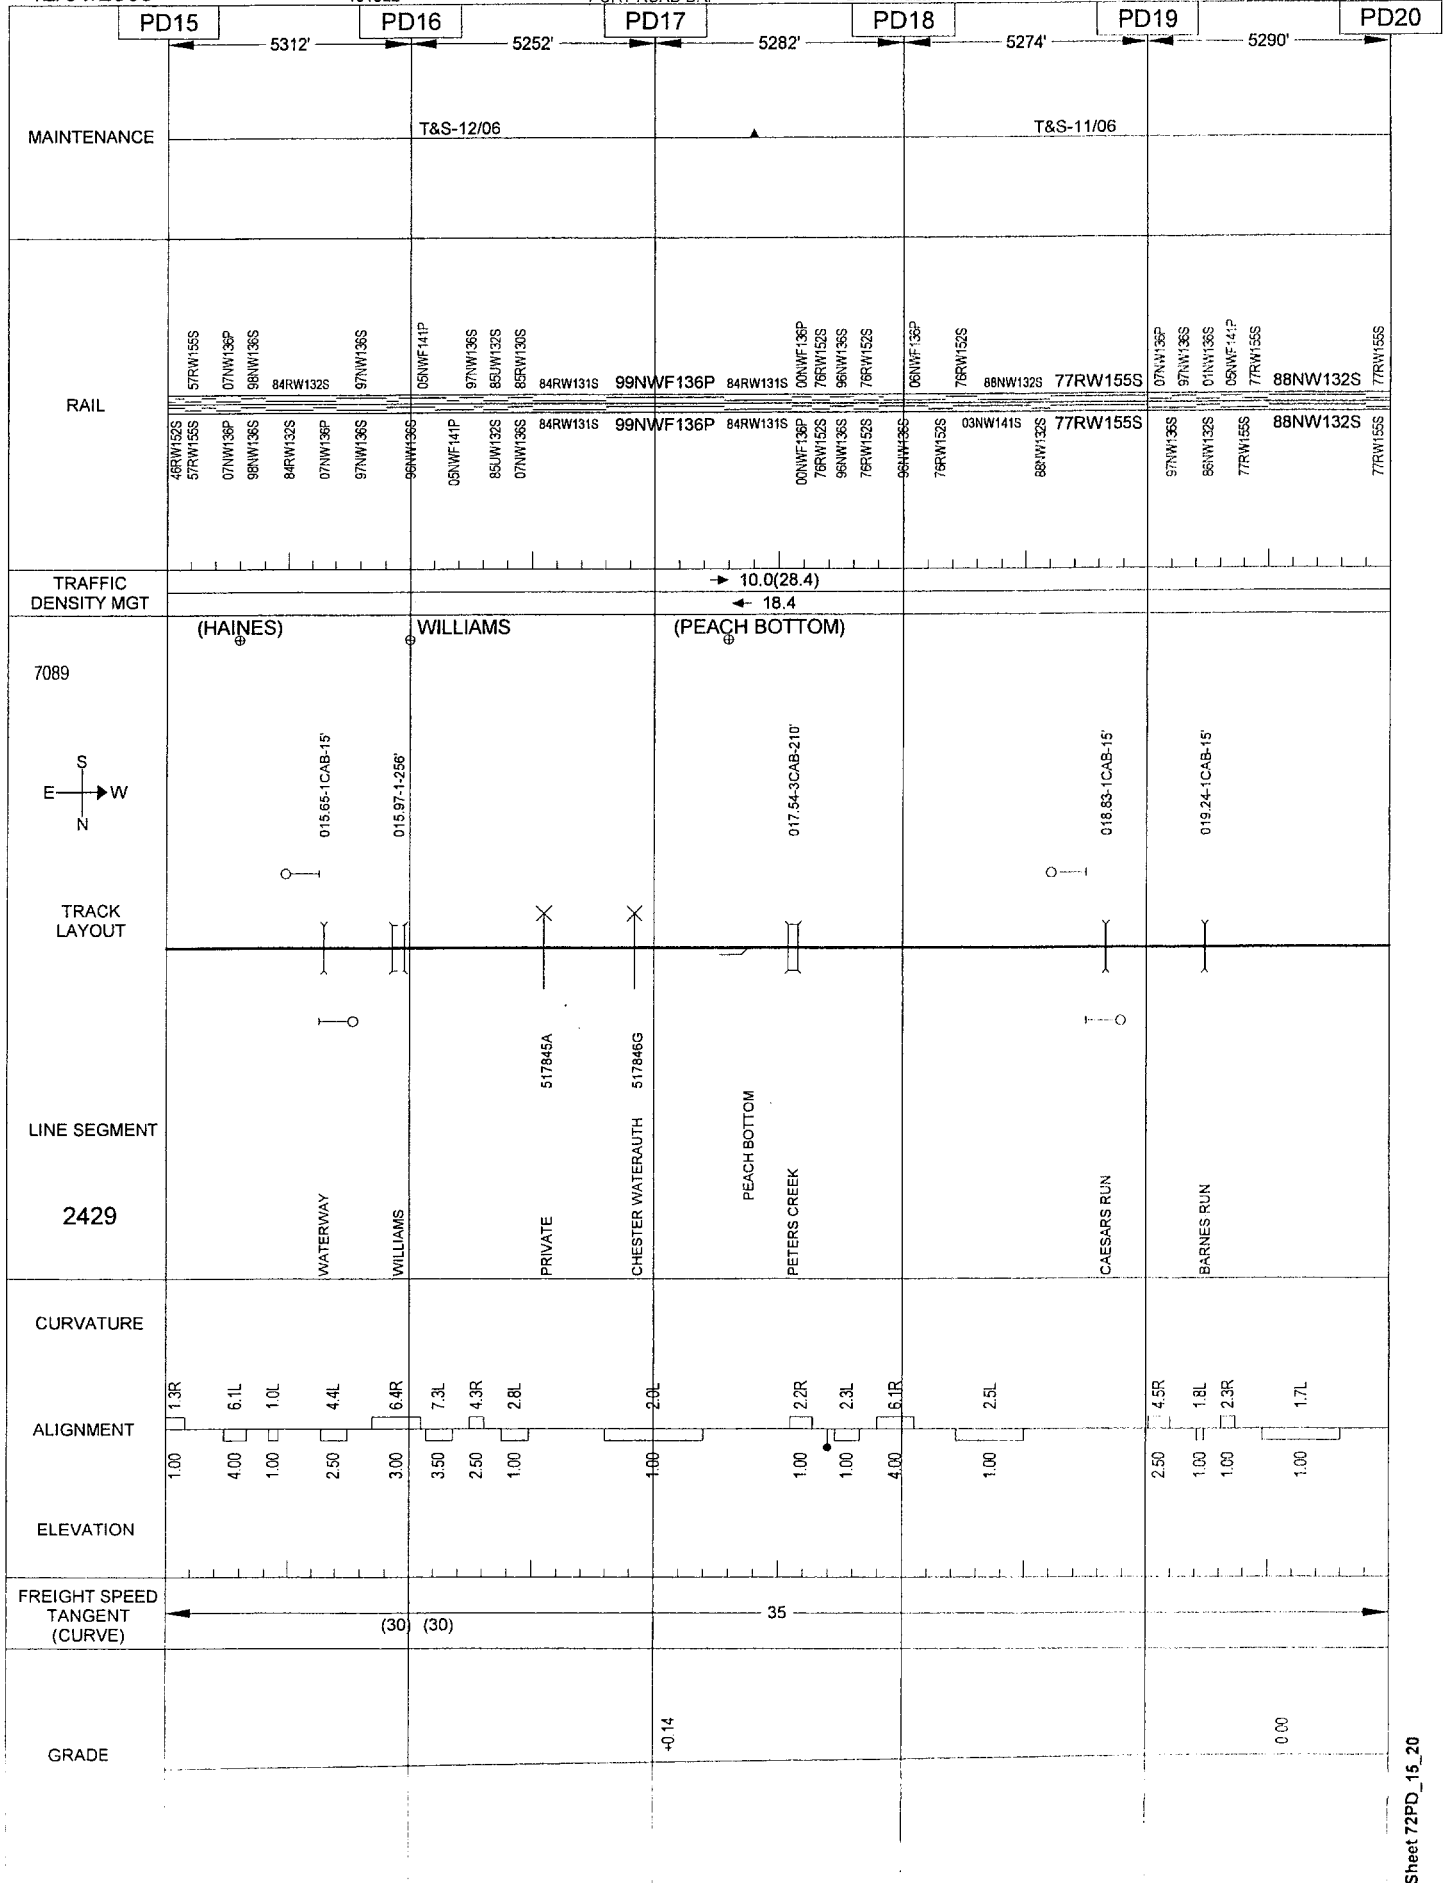 PD15 PD16 PD17 PD18 PD19 PD20
5312' 5252' 5282' 5274' 5290'
MAINTENANCE
T&S-12/06 T&S-11/06
RAIL
57RW155S 07NW136P 98NW136S 84RW132S 97NW136S 05NWF141P 97NW136S 85UW132S 85RW130S 84RW131S 99NWF136P 84RW131S 00NWF136P 76RW152S 96NW136S 76RW152S 06NWF136P 76RW152S 88NW132S 77RW155S 07NW136P 97NW136S 01NW136S 05NWF141P 77RW155S 88NW132S 77RW155S
46RW152S 57RW155S 07NW136P 98NW136S 84RW132S 07NW136P 97NW136S 96NW136S 05NWF141P 85UW132S 07NW136S 84RW131S 99NWF136P 84RW131S 00NWF136P 76RW152S 96NW136S 76RW152S 96NW136S 76RW152S 03NW141S 88NW132S 77RW155S 97NW136S 86NW132S 77RW155S 88NW132S 77RW155S
TRAFFIC
DENSITY MGT
10.0(28.4)
18.4
(HAINES) WILLIAMS (PEACH BOTTOM)
7089
S
E W
N
015.65-1CAB-15' 015.97-1-256' 017.54-3CAB-210' 018.83-1CAB-15' 019.24-1CAB-15'
TRACK
LAYOUT
LINE SEGMENT
2429
WATERWAY
WILLIAMS
PRIVATE 517845A
CHESTER WATERAUTH 517846G
PEACH BOTTOM
PETERS CREEK
CAESARS RUN
BARNES RUN
CURVATURE
1.3R 6.1L 1.0L 4.4L 6.4R 7.3L 4.3R 2.8L 2.0L 2.2R 2.3L 6.1R 2.5L 4.5R 1.8L 2.3R 1.7L
ALIGNMENT
1.00 4.00 1.00 2.50 3.00 3.50 2.50 1.00 1.00 1.00 1.00 4.00 1.00 2.50 1.00 1.00 1.00
ELEVATION
FREIGHT SPEED
TANGENT
(CURVE)
35
(30) (30)
GRADE
+0.14 0.00
Sheet 72PD_15_20